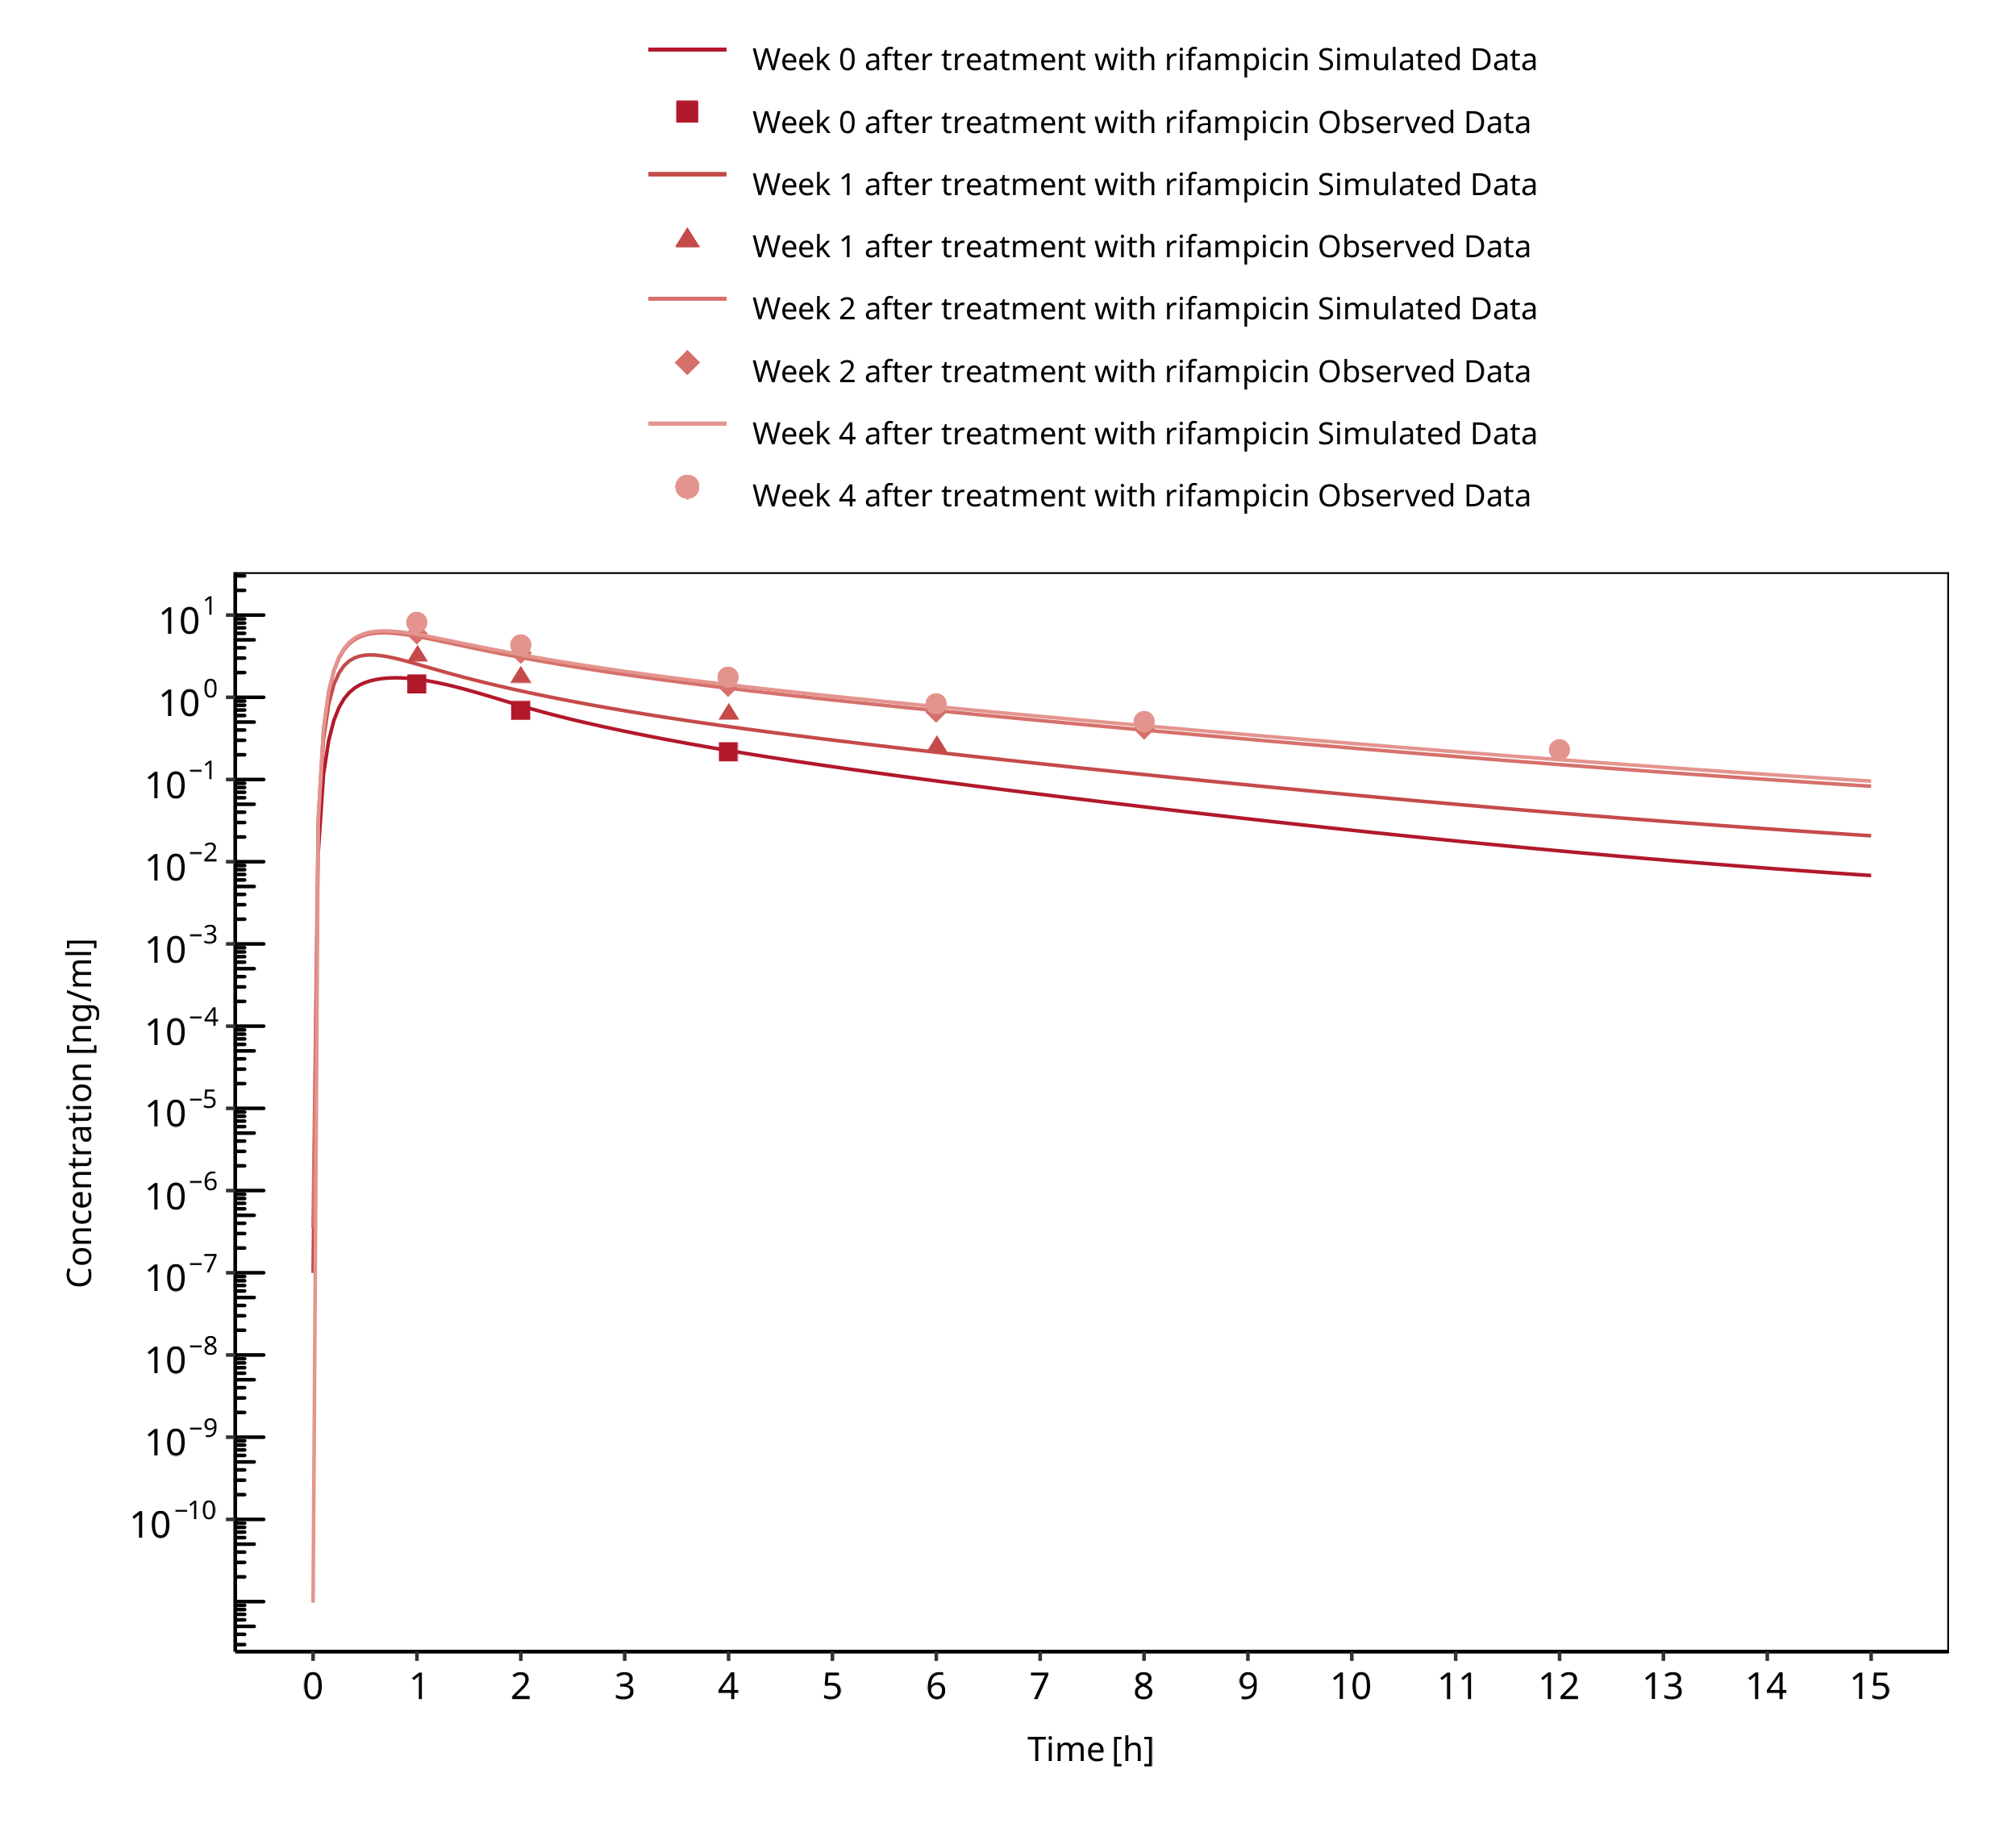 Week 0 after treatment with rifampicin Simulated Data
Week 0 after treatment with rifampicin Observed Data
Week 1 after treatment with rifampicin Simulated Data
Week 1 after treatment with rifampicin Observed Data
Week 2 after treatment with rifampicin Simulated Data
Week 2 after treatment with rifampicin Observed Data
Week 4 after treatment with rifampicin Simulated Data
Week 4 after treatment with rifampicin Observed Data
Concentration [ng/ml]
10¹
10⁰
10⁻¹
10⁻²
10⁻³
10⁻⁴
10⁻⁵
10⁻⁶
10⁻⁷
10⁻⁸
10⁻⁹
10⁻¹⁰
0 1 2 3 4 5 6 7 8 9 10 11 12 13 14 15
Time [h]